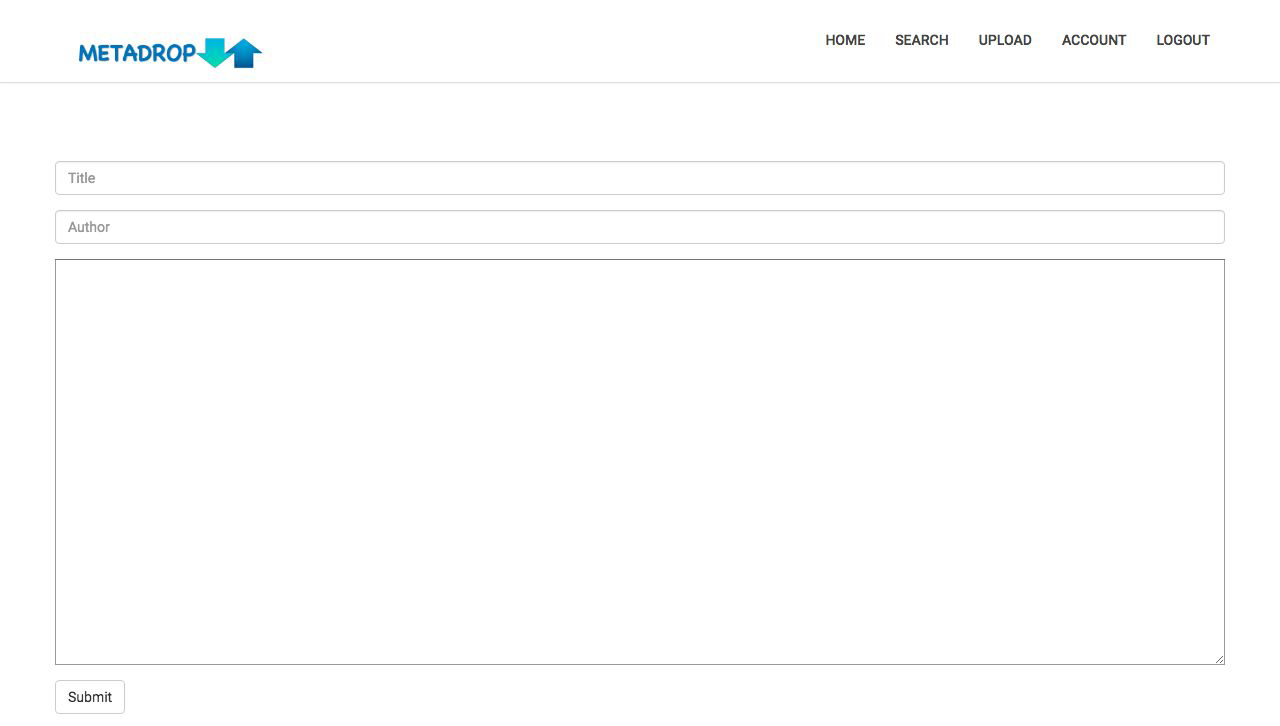 METADROP
HOME SEARCH UPLOAD ACCOUNT LOGOUT
Title
Author
Submit